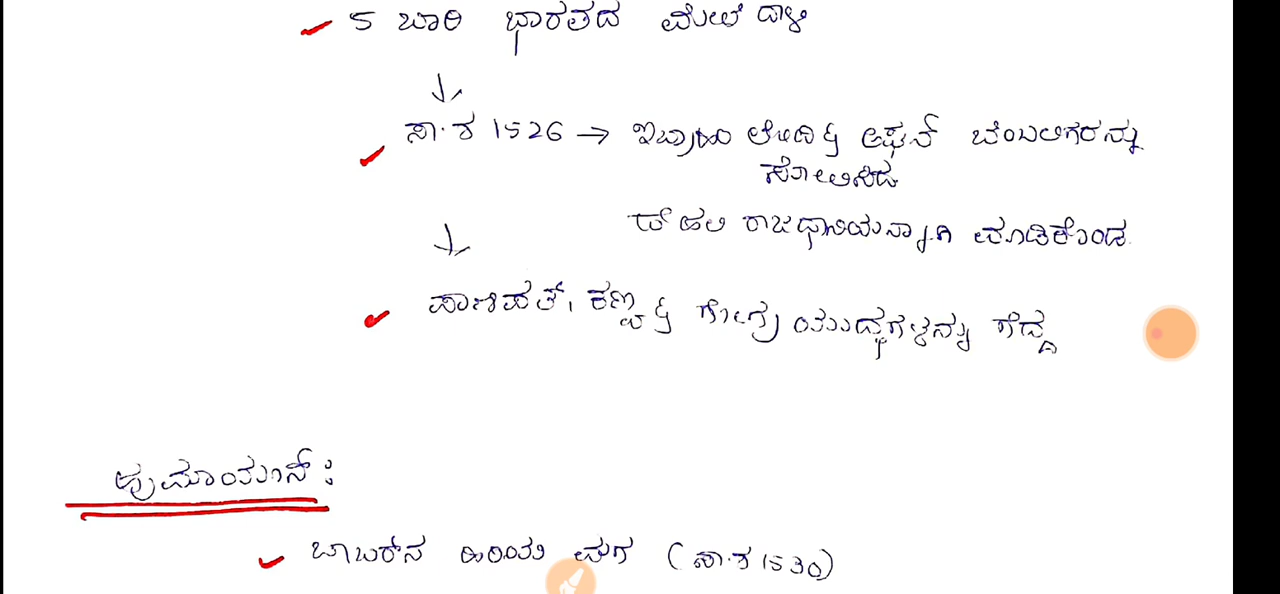 5 ಬಾರಿ ಭಾರತದ ಮೇಲೆ ದಾಳಿ
ಸಾ.ಶ 1526 → ಇಬ್ರಾಹಿಂ ಲೋದಿ & ಆಫ್ಘನ್ ಬೆಂಬಲಿಗರನ್ನು
ಸೋಲಿಸಿದ
ದೆಹಲಿ ರಾಜಧಾನಿಯನ್ನಾಗಿ ಮಾಡಿಕೊಂಡ
ಪಾಣಿಪತ್, ಕಣ್ವ & ಗೋಗ್ರಾ ಯುದ್ಧಗಳನ್ನು ಗೆದ್ದ
ಹುಮಾಯೂನ್ :
ಬಾಬರ್‌ನ ಹಿರಿಯ ಮಗ (ಸಾ.ಶ 1530)